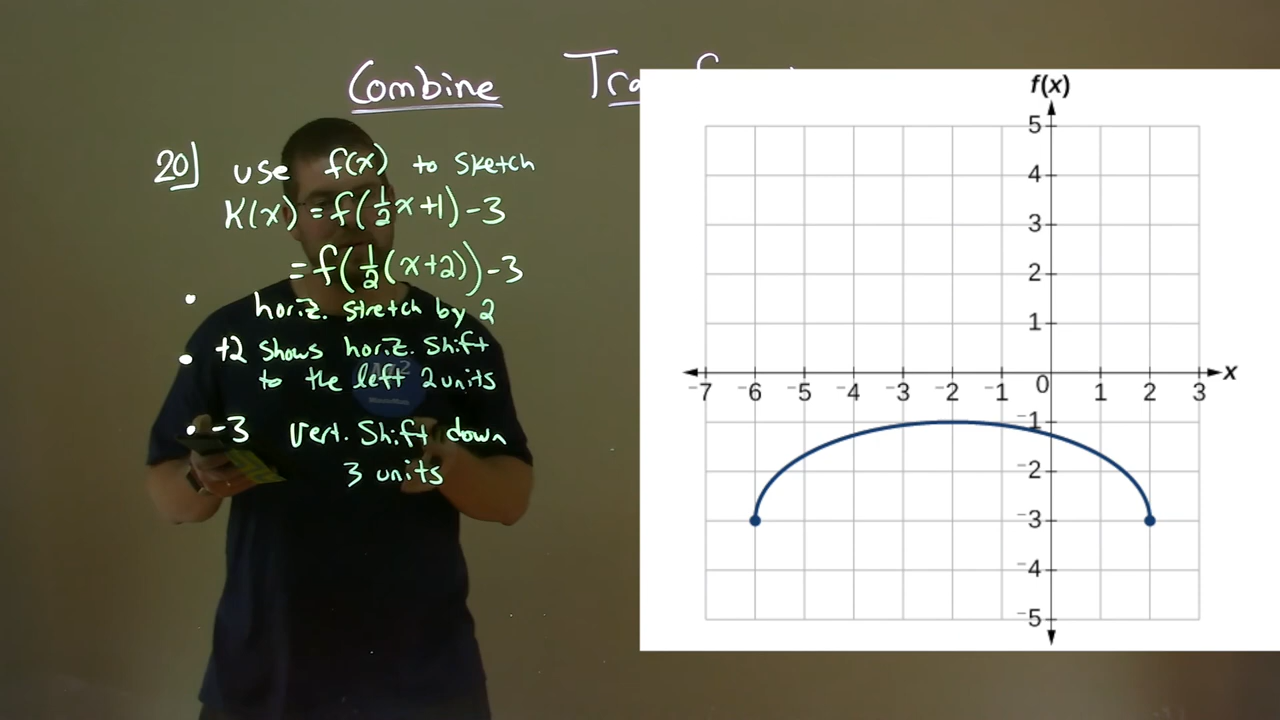 Combine
20] use f(x) to sketch
K(x) = f(½x+1)-3
= f(½(x+2))-3
• horiz. stretch by 2
• +2 shows horiz. shift
to the left 2 units
• -3 Vert. Shift down
3 units
f(x)
5
4
3
2
1
-7 -6 -5 -4 -3 -2 -1 0 1 2 3 x
-1
-2
-3
-4
-5